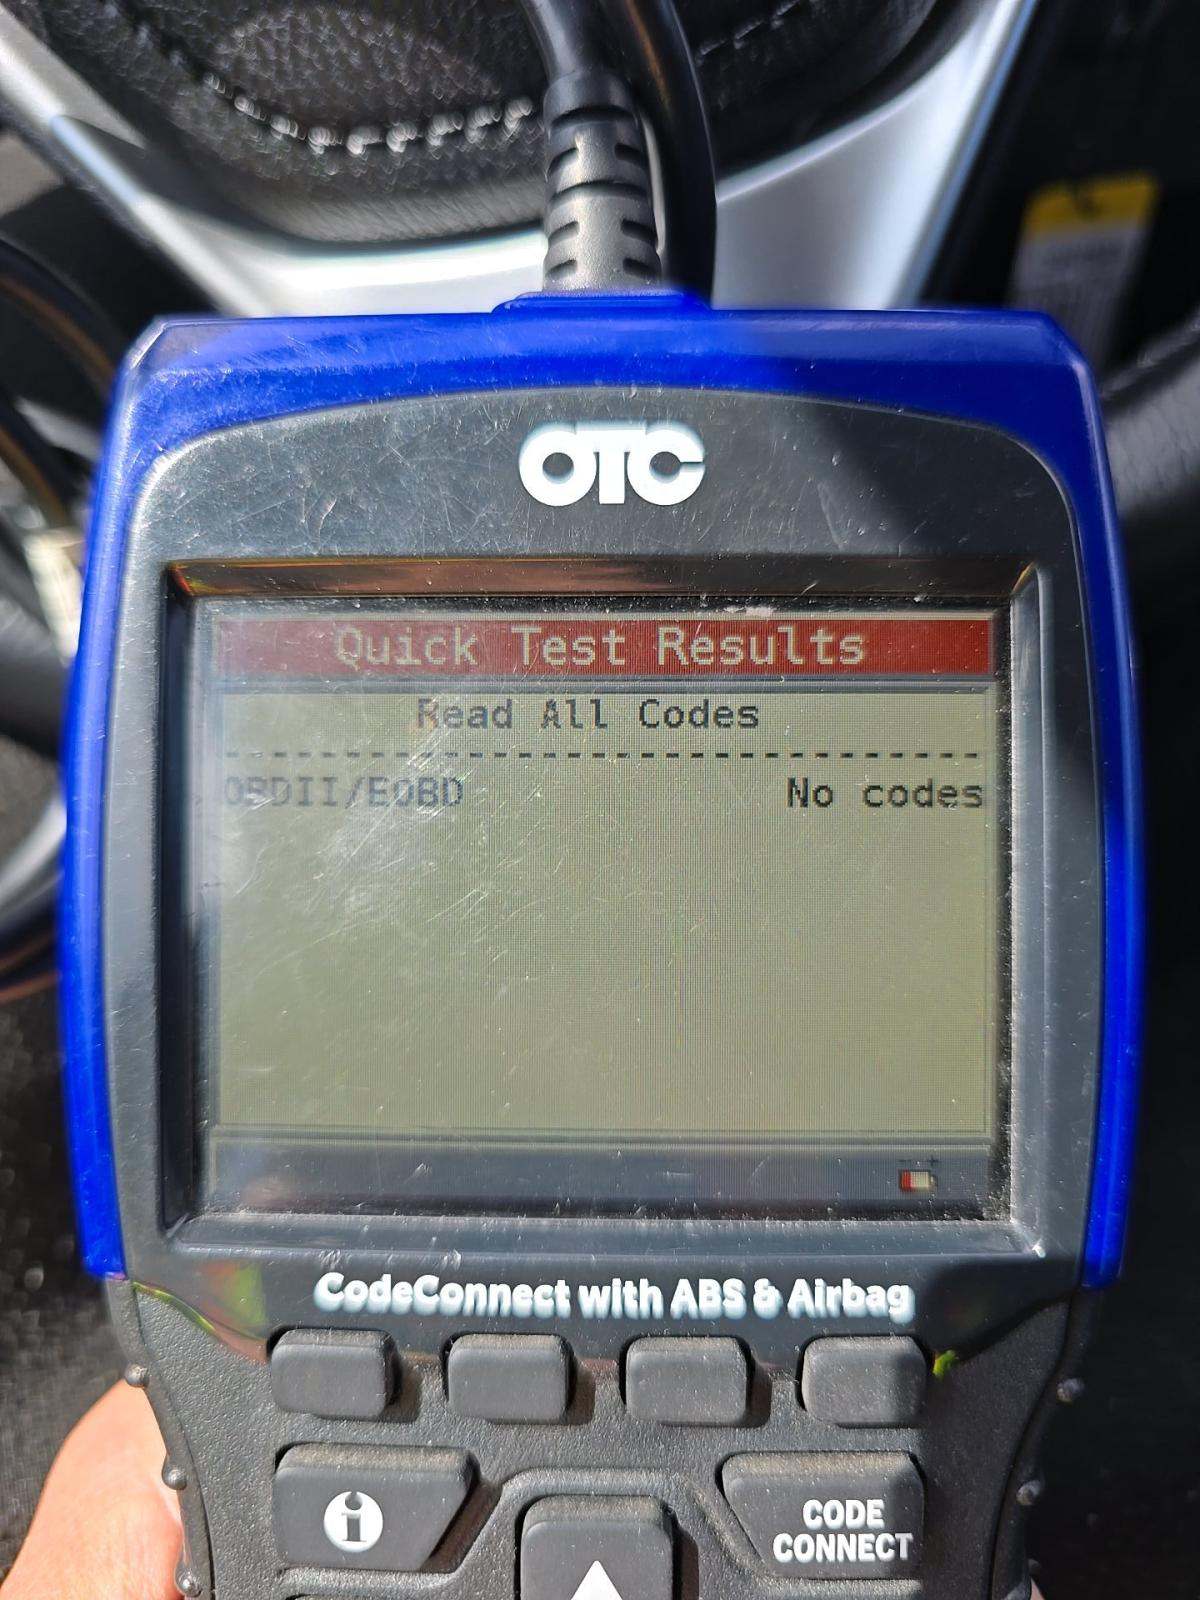 OTC
Quick Test Results
Read All Codes
OBDII/EOBD No codes
CodeConnect with ABS & Airbag
i
CODE
CONNECT